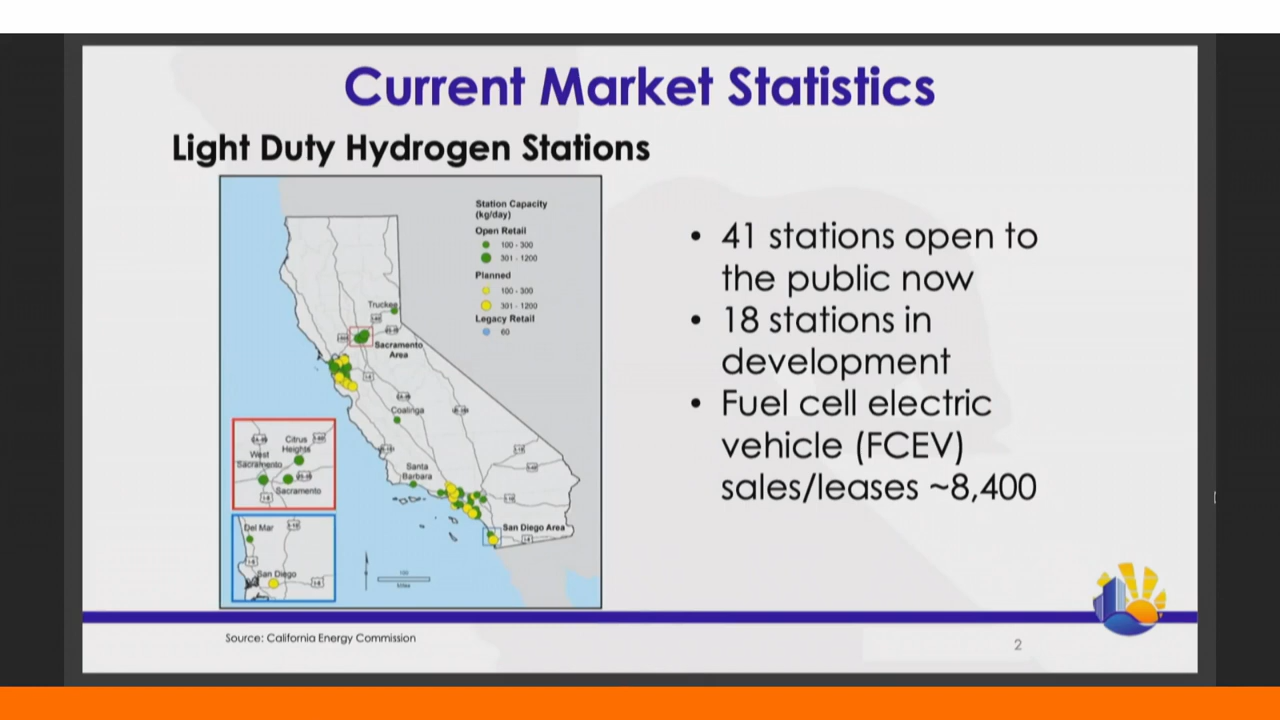 Current Market Statistics
Light Duty Hydrogen Stations
Station Capacity
(kg/day)
Open Retail
100 - 300
301 - 1200
Planned
100 - 300
301 - 1200
Legacy Retail
60
Truckee
Sacramento
Area
Coalinga
Santa
Barbara
San Diego Area
Citrus
Heights
West
Sacramento
Sacramento
Del Mar
San Diego
100
Miles
• 41 stations open to
the public now
• 18 stations in
development
• Fuel cell electric
vehicle (FCEV)
sales/leases ~8,400
Source: California Energy Commission
2